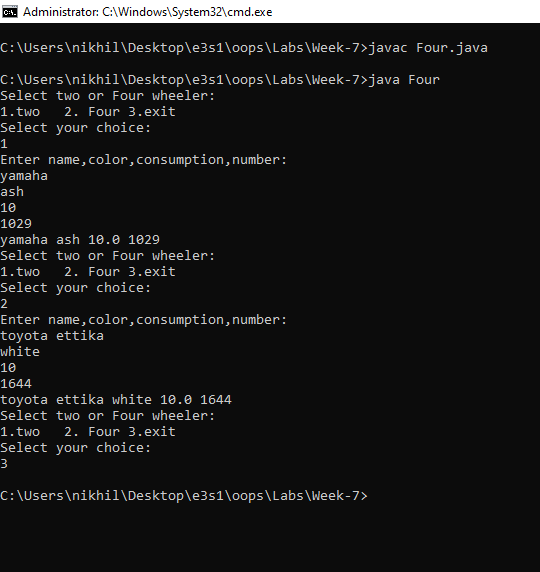 Administrator: C:\Windows\System32\cmd.exe
C:\Users\nikhil\Desktop\e3s1\oops\Labs\Week-7>javac Four.java
C:\Users\nikhil\Desktop\e3s1\oops\Labs\Week-7>java Four
Select two or Four wheeler:
1.two   2. Four 3.exit
Select your choice:
1
Enter name,color,consumption,number:
yamaha
ash
10
1029
yamaha ash 10.0 1029
Select two or Four wheeler:
1.two   2. Four 3.exit
Select your choice:
2
Enter name,color,consumption,number:
toyota ettika
white
10
1644
toyota ettika white 10.0 1644
Select two or Four wheeler:
1.two   2. Four 3.exit
Select your choice:
3
C:\Users\nikhil\Desktop\e3s1\oops\Labs\Week-7>